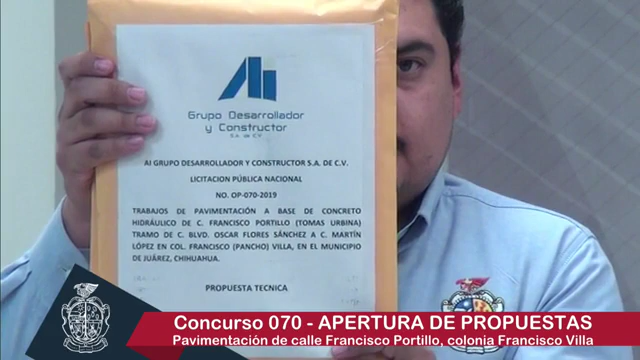 GRUPO DESARROLLADOR
Y CONSTRUCTOR
S.A. DE C.V.
AI GRUPO DESARROLLADOR Y CONSTRUCTOR S.A. DE C.V.
LICITACION PÚBLICA NACIONAL
NO. OP-070-2019
TRABAJOS DE PAVIMENTACIÓN A BASE DE CONCRETO
HIDRÁULICO DE C. FRANCISCO PORTILLO (TOMAS URBINA)
TRAMO DE C. BLVD. OSCAR FLORES SÁNCHEZ A C. MARTÍN
LÓPEZ EN COL. FRANCISCO (PANCHO) VILLA, EN EL MUNICIPIO
DE JUÁREZ, CHIHUAHUA.
PROPUESTA TECNICA
Concurso 070 - APERTURA DE PROPUESTAS
Pavimentación de calle Francisco Portillo, colonia Francisco Villa